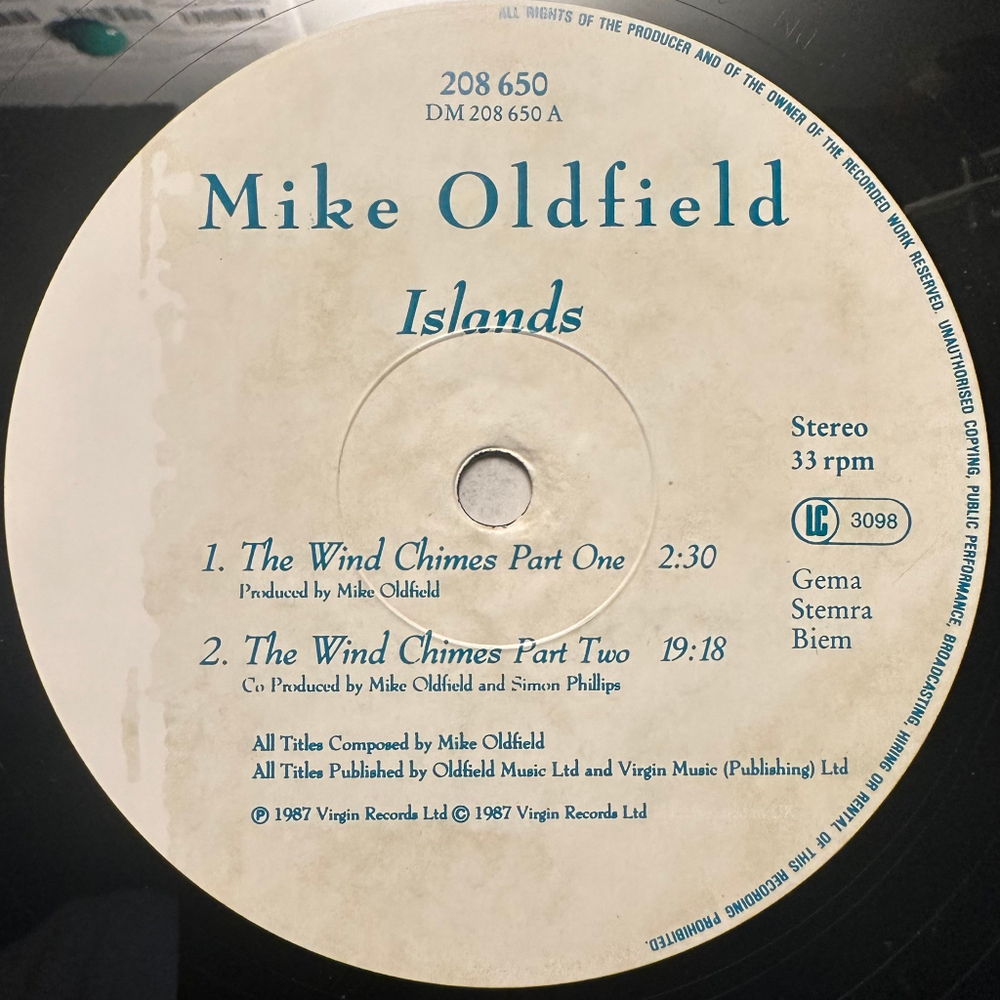 ALL RIGHTS OF THE PRODUCER AND OF THE OWNER OF THE RECORDED WORK RESERVED. UNAUTHORISED COPYING, PUBLIC PERFORMANCE, BROADCASTING, HIRING OR RENTAL OF THIS RECORDING PROHIBITED.
208 650
DM 208 650 A
Mike Oldfield
Islands
Stereo
33 rpm
LC 3098
Gema
Stemra
Biem
1. The Wind Chimes Part One 2:30
Produced by Mike Oldfield
2. The Wind Chimes Part Two 19:18
Co Produced by Mike Oldfield and Simon Phillips
All Titles Composed by Mike Oldfield
All Titles Published by Oldfield Music Ltd and Virgin Music (Publishing) Ltd
Ⓟ 1987 Virgin Records Ltd © 1987 Virgin Records Ltd